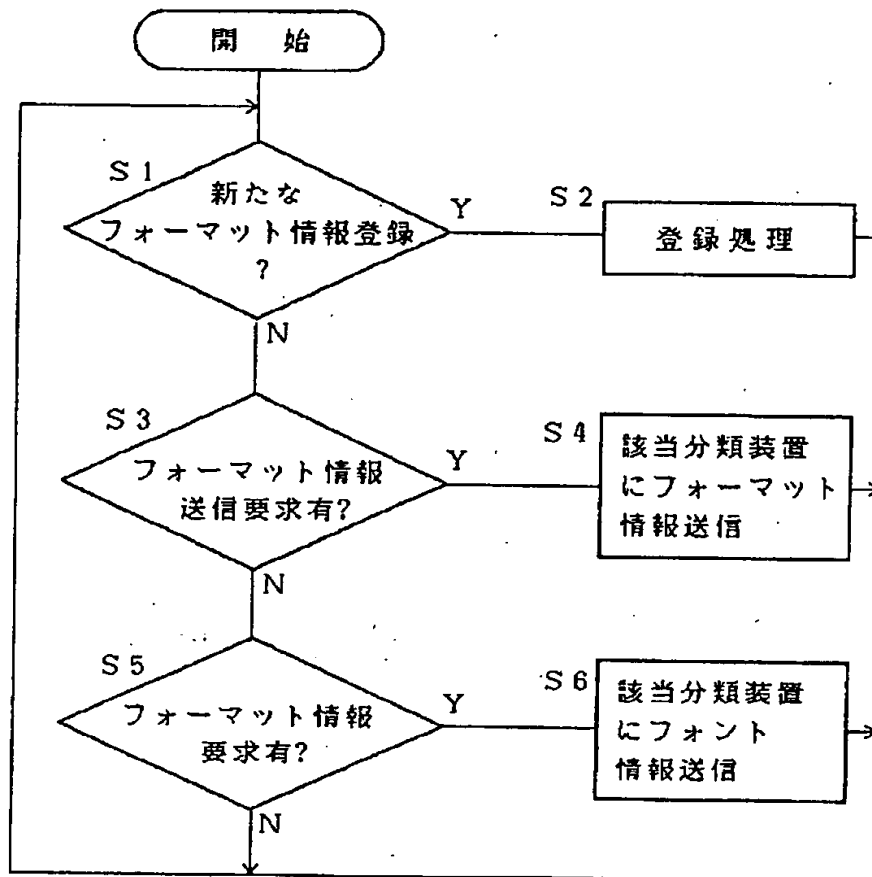 開 始
S1
新たな
フォーマット情報登録
?
Y
S2
登録処理
N
S3
フォーマット情報
送信要求有?
Y
S4
該当分類装置
にフォーマット
情報送信
N
S5
フォーマット情報
要求有?
Y
S6
該当分類装置
にフォント
情報送信
N